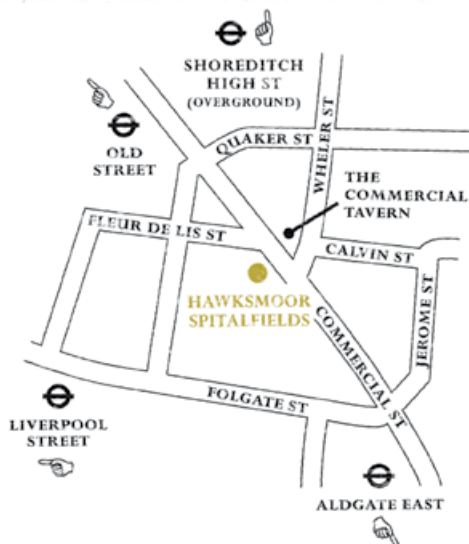 SHOREDITCH
HIGH ST
(OVERGROUND)
OLD
STREET
QUAKER ST
WHELER ST
THE
COMMERCIAL
TAVERN
FLEUR DE LIS ST
CALVIN ST
HAWKSMOOR
SPITALFIELDS
COMMERCIAL ST
JEROME ST
FOLGATE ST
LIVERPOOL
STREET
ALDGATE EAST